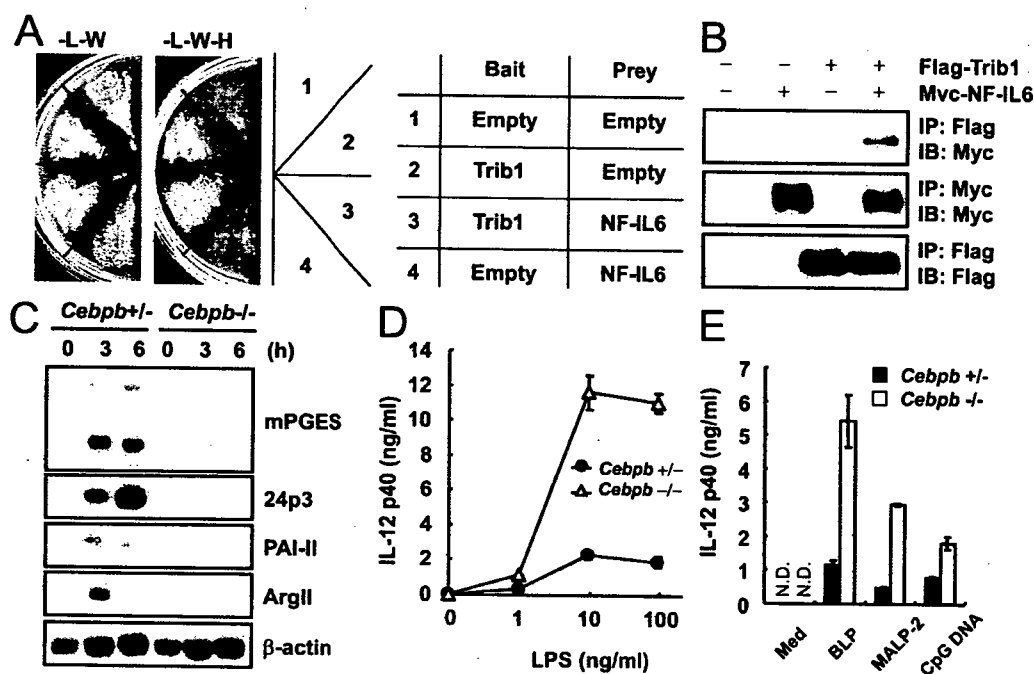 A
-L-W
-L-W-H
1
2
3
4
Bait Prey
1 Empty Empty
2 Trib1 Empty
3 Trib1 NF-IL6
4 Empty NF-IL6
B
– – + + Flag-Trib1
– + – + Mvc-NF-IL6
IP: Flag
IB: Myc
IP: Myc
IB: Myc
IP: Flag
IB: Flag
C
Cebpb+/- Cebpb-/-
0 3 6 0 3 6 (h)
mPGES
24p3
PAI-II
ArgII
β-actin
D
IL-12 p40 (ng/ml)
14
12
10
8
6
4
2
0
Cebpb +/–
Cebpb –/–
0 1 10 100
LPS (ng/ml)
E
IL-12 p40 (ng/ml)
7
6
5
4
3
2
1
0
Cebpb +/-
Cebpb -/-
N.D.
N.D.
Med
BLP
MALP-2
CpG DNA